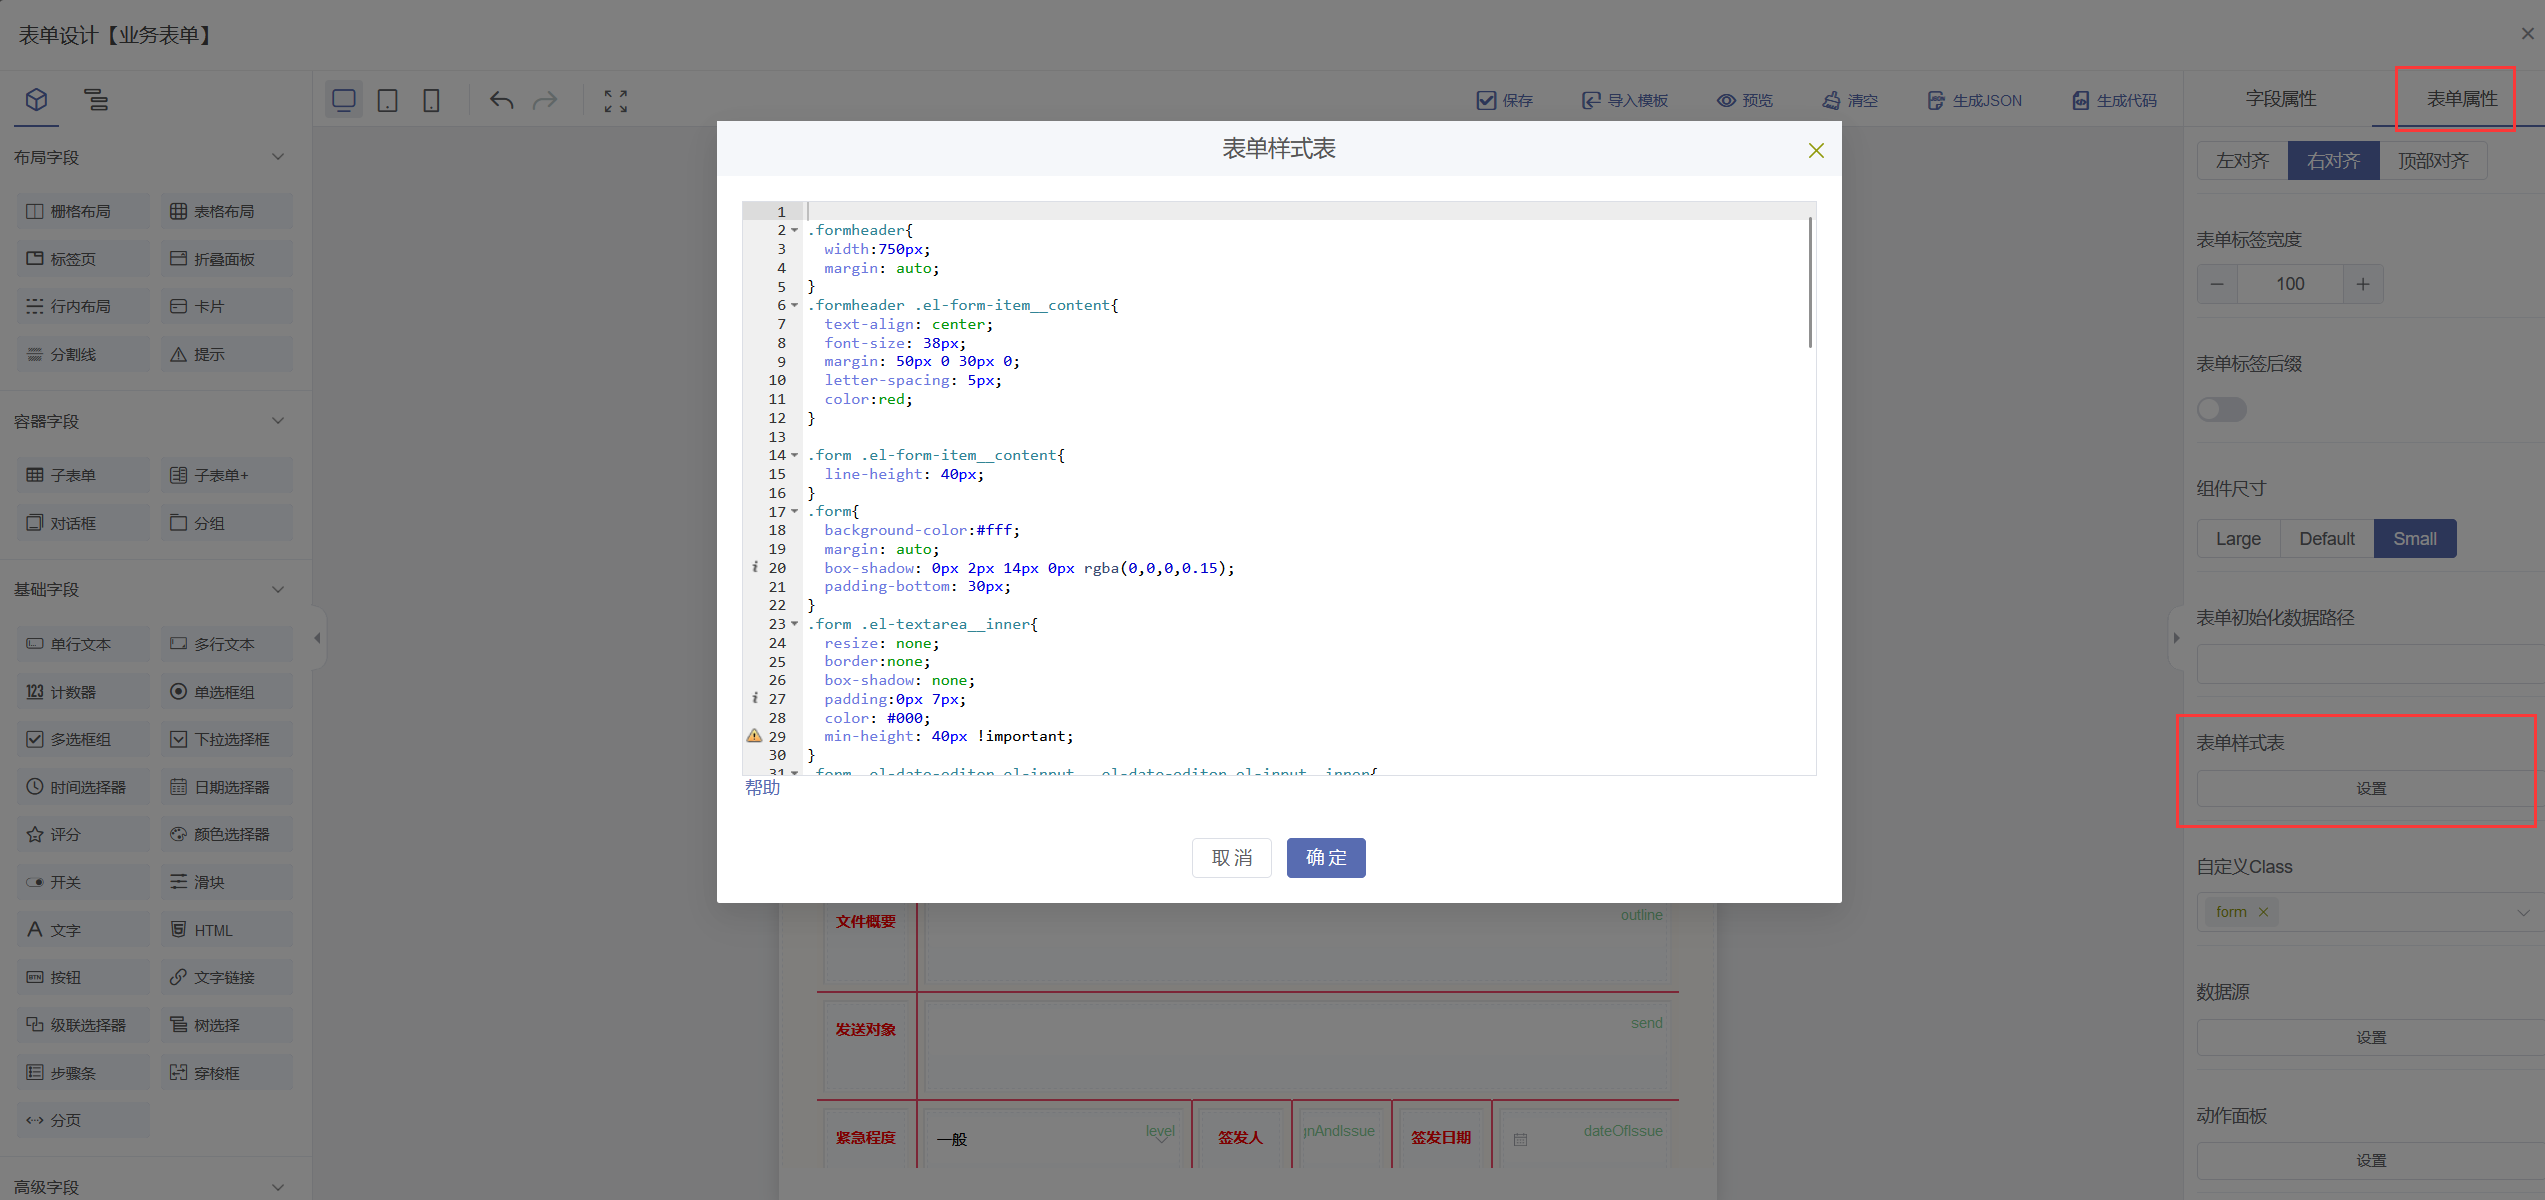 表单设计【业务表单】
保存
导入模板
预览
清空
生成JSON
生成代码
字段属性
表单属性
布局字段
栅格布局
表格布局
标签页
折叠面板
行内布局
卡片
分割线
提示
容器字段
子表单
子表单+
对话框
分组
基础字段
单行文本
多行文本
123 计数器
单选框组
多选框组
下拉选择框
时间选择器
日期选择器
评分
颜色选择器
开关
滑块
文字
HTML
BTN 按钮
文字链接
级联选择器
树选择
步骤条
穿梭框
分页
高级字段
表单样式表
1
2 .formheader{
3 width:750px;
4 margin: auto;
5 }
6 .formheader .el-form-item__content{
7 text-align: center;
8 font-size: 38px;
9 margin: 50px 0 30px 0;
10 letter-spacing: 5px;
11 color:red;
12 }
13
14 .form .el-form-item__content{
15 line-height: 40px;
16 }
17 .form{
18 background-color:#fff;
19 margin: auto;
20 box-shadow: 0px 2px 14px 0px rgba(0,0,0,0.15);
21 padding-bottom: 30px;
22 }
23 .form .el-textarea__inner{
24 resize: none;
25 border:none;
26 box-shadow: none;
27 padding:0px 7px;
28 color: #000;
29 min-height: 40px !important;
30 }
31 .form .el-date-editor.el-input, .el-date-editor.el-input__inner{
帮助
取消
确定
文件概要
outline
发送对象
send
紧急程度
一般
level
签发人
gnAndIssue
签发日期
dateOfIssue
左对齐
右对齐
顶部对齐
表单标签宽度
100
表单标签后缀
组件尺寸
Large
Default
Small
表单初始化数据路径
表单样式表
设置
自定义Class
form
数据源
设置
动作面板
设置